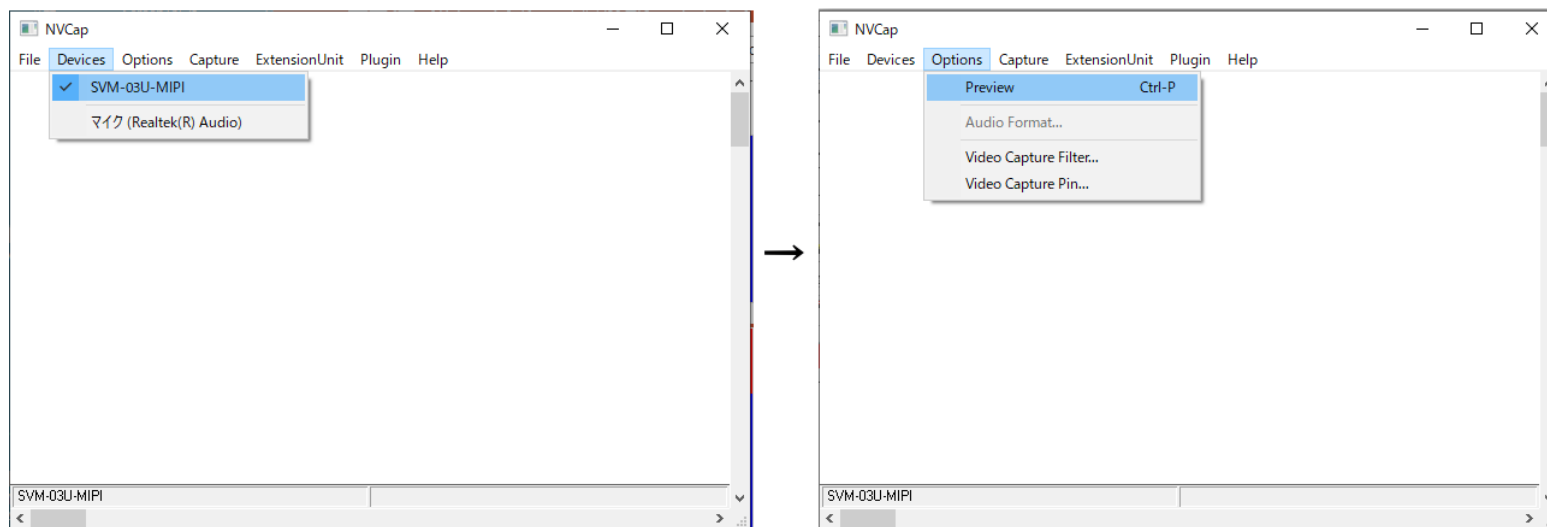 NVCap
File Devices Options Capture ExtensionUnit Plugin Help
SVM-03U-MIPI
マイク (Realtek(R) Audio)
SVM-03U-MIPI
→
NVCap
File Devices Options Capture ExtensionUnit Plugin Help
Preview Ctrl-P
Audio Format...
Video Capture Filter...
Video Capture Pin...
SVM-03U-MIPI